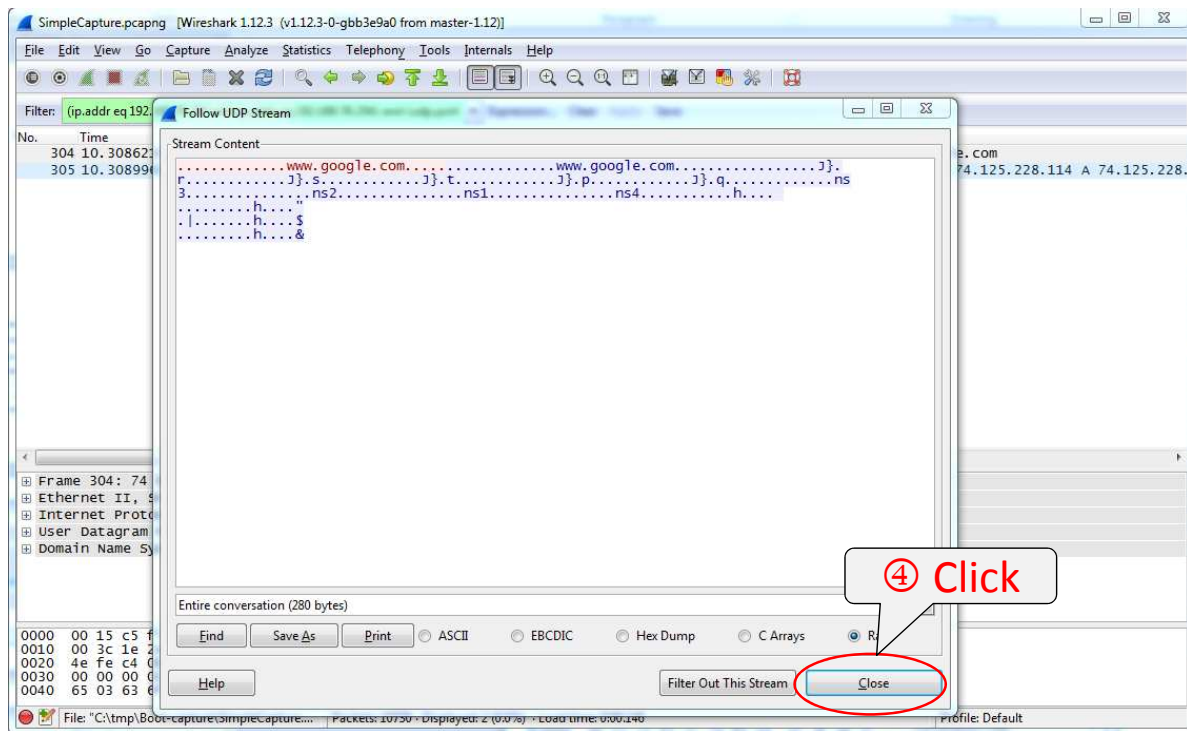 SimpleCapture.pcapng [Wireshark 1.12.3 (v1.12.3-0-gbb3e9a0 from master-1.12)]
File Edit View Go Capture Analyze Statistics Telephony Tools Internals Help
Filter: (ip.addr eq 192.
Follow UDP Stream
No. Time
Stream Content
304 10.30862
e.com
305 10.30899
74.125.228.114 A 74.125.228.
.............www.google.com.....................www.google.com.................J}.
r............J}.s............J}.t............J}.p............J}.q.............ns
3...............ns2...............ns1...............ns4...........h....
.........h...."
.|.......h....$
.........h....&
Frame 304: 74
Ethernet II,
Internet Proto
User Datagram
Domain Name Sy
④ Click
Entire conversation (280 bytes)
Find Save As Print ASCII EBCDIC Hex Dump C Arrays
0000 00 15 c5
0010 00 3c 1e
0020 4e fe c4
0030 00 00 00
0040 65 03 63
Help Filter Out This Stream Close
File: "C:\tmp\Boot-capture\SimpleCapture.... Packets: 10730 · Displayed: 2 (0.0%) · Load time: 0:00.146 Profile: Default